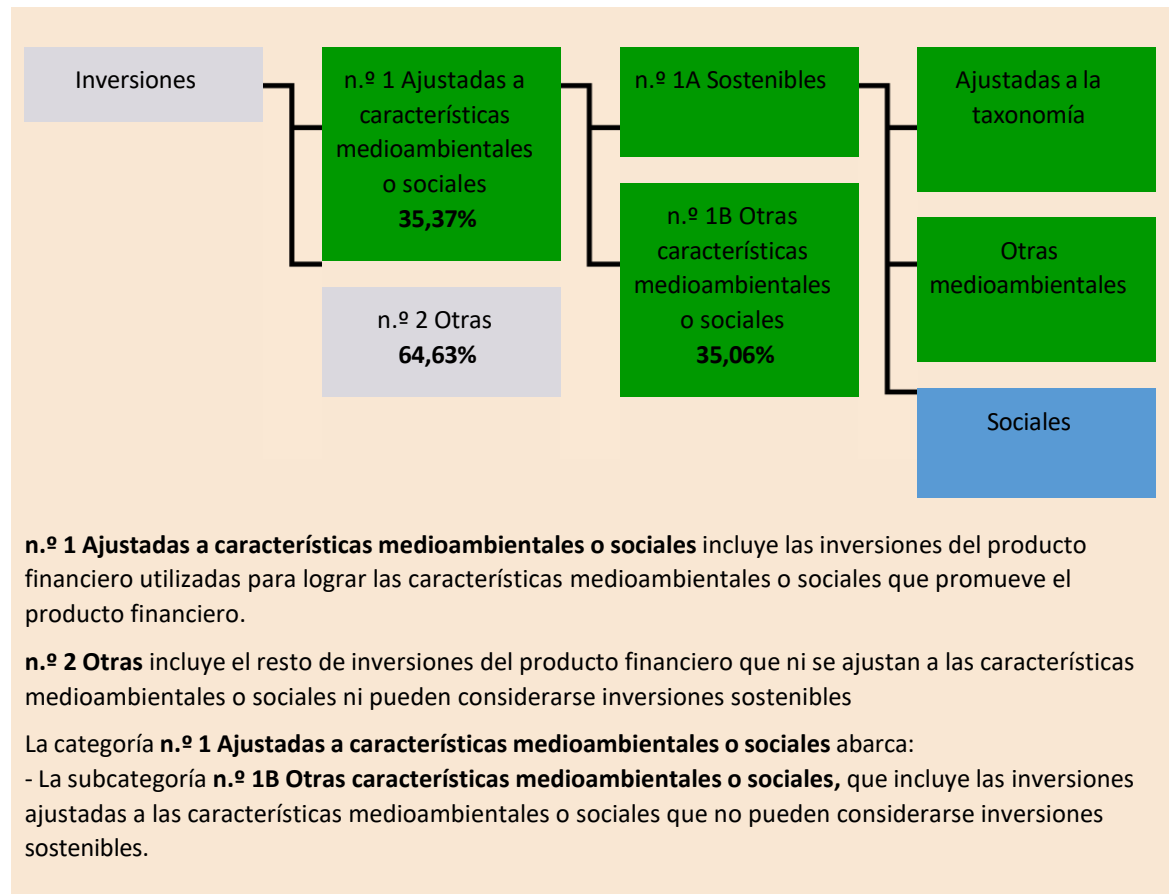 Inversiones
n.º 1 Ajustadas a
características
medioambientales
o sociales
35,37%
n.º 2 Otras
64,63%
n.º 1A Sostenibles
n.º 1B Otras
características
medioambientales
o sociales
35,06%
Ajustadas a la
taxonomía
Otras
medioambientales
Sociales
n.º 1 Ajustadas a características medioambientales o sociales incluye las inversiones del producto
financiero utilizadas para lograr las características medioambientales o sociales que promueve el
producto financiero.
n.º 2 Otras incluye el resto de inversiones del producto financiero que ni se ajustan a las características
medioambientales o sociales ni pueden considerarse inversiones sostenibles
La categoría n.º 1 Ajustadas a características medioambientales o sociales abarca:
- La subcategoría n.º 1B Otras características medioambientales o sociales, que incluye las inversiones
ajustadas a las características medioambientales o sociales que no pueden considerarse inversiones
sostenibles.